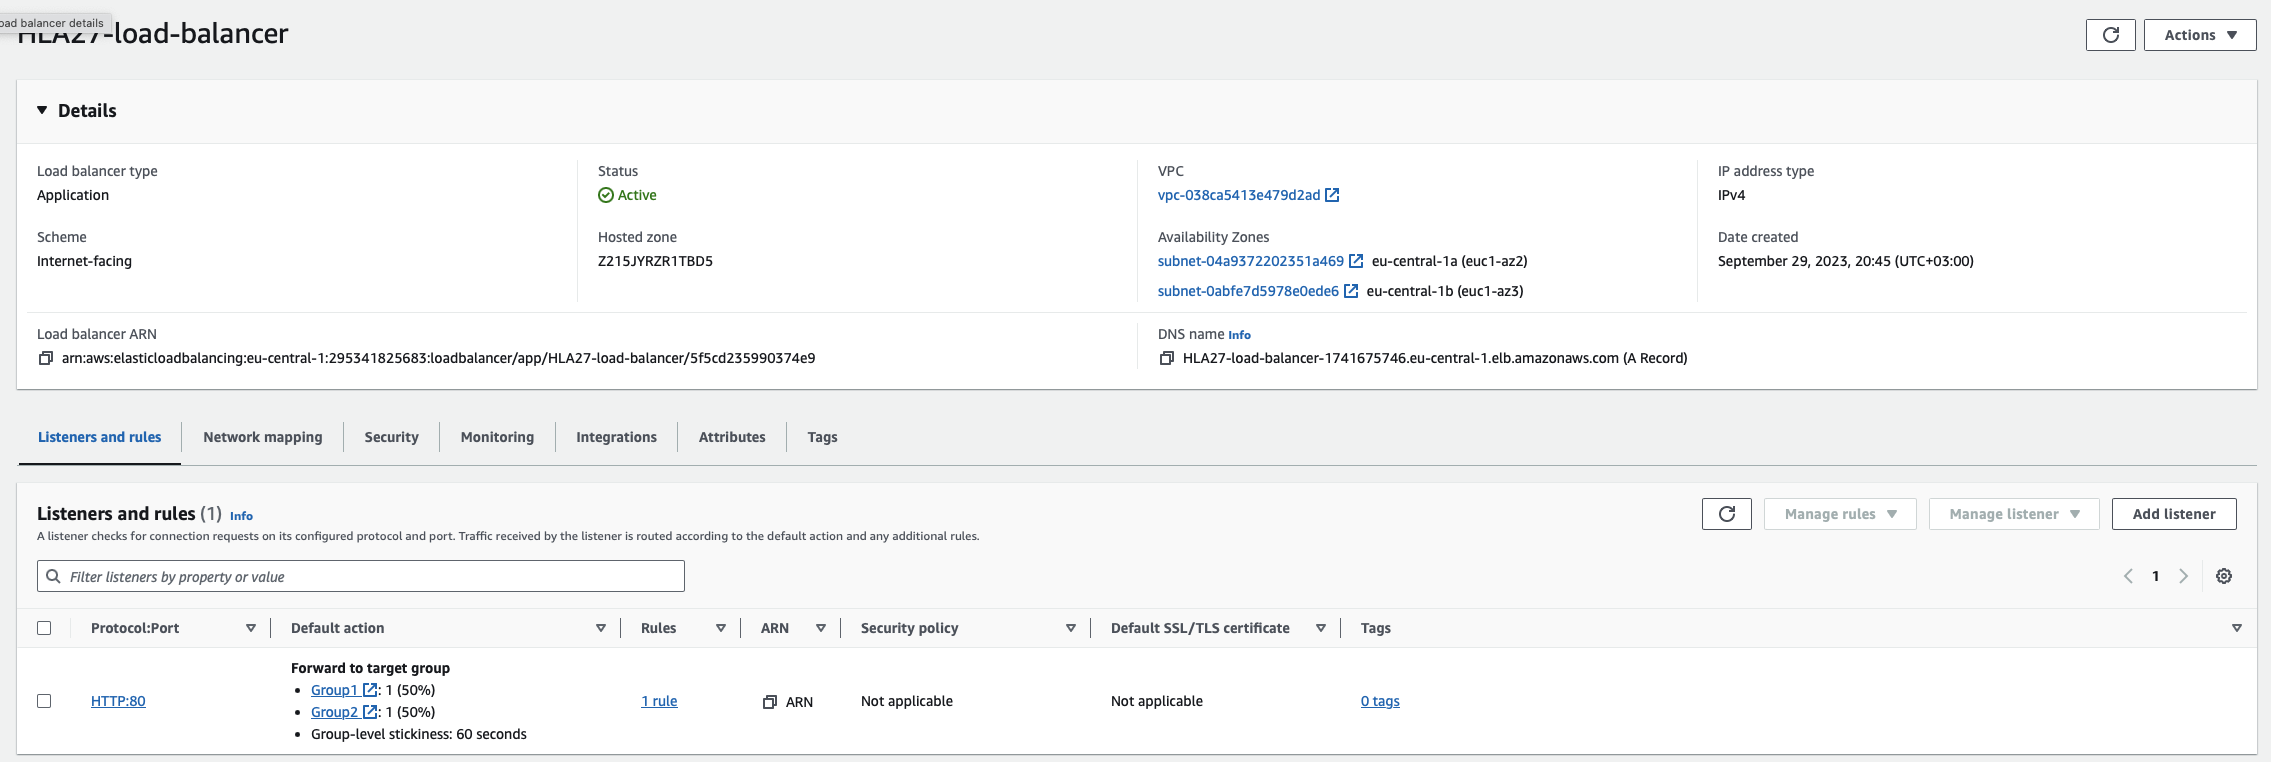 oad balancer details
HLA27-load-balancer
Actions
Details
Load balancer type
Application
Status
Active
VPC
vpc-038ca5413e479d2ad
IP address type
IPv4
Scheme
Internet-facing
Hosted zone
Z215JYRZR1TBD5
Availability Zones
subnet-04a9372202351a469 eu-central-1a (euc1-az2)
subnet-0abfe7d5978e0ede6 eu-central-1b (euc1-az3)
Date created
September 29, 2023, 20:45 (UTC+03:00)
Load balancer ARN
arn:aws:elasticloadbalancing:eu-central-1:295341825683:loadbalancer/app/HLA27-load-balancer/5f5cd235990374e9
DNS name Info
HLA27-load-balancer-1741675746.eu-central-1.elb.amazonaws.com (A Record)
Listeners and rules
Network mapping
Security
Monitoring
Integrations
Attributes
Tags
Listeners and rules (1) Info
A listener checks for connection requests on its configured protocol and port. Traffic received by the listener is routed according to the default action and any additional rules.
Manage rules
Manage listener
Add listener
Filter listeners by property or value
1
Protocol:Port
Default action
Rules
ARN
Security policy
Default SSL/TLS certificate
Tags
HTTP:80
Forward to target group
• Group1: 1 (50%)
• Group2: 1 (50%)
• Group-level stickiness: 60 seconds
1 rule
ARN
Not applicable
Not applicable
0 tags